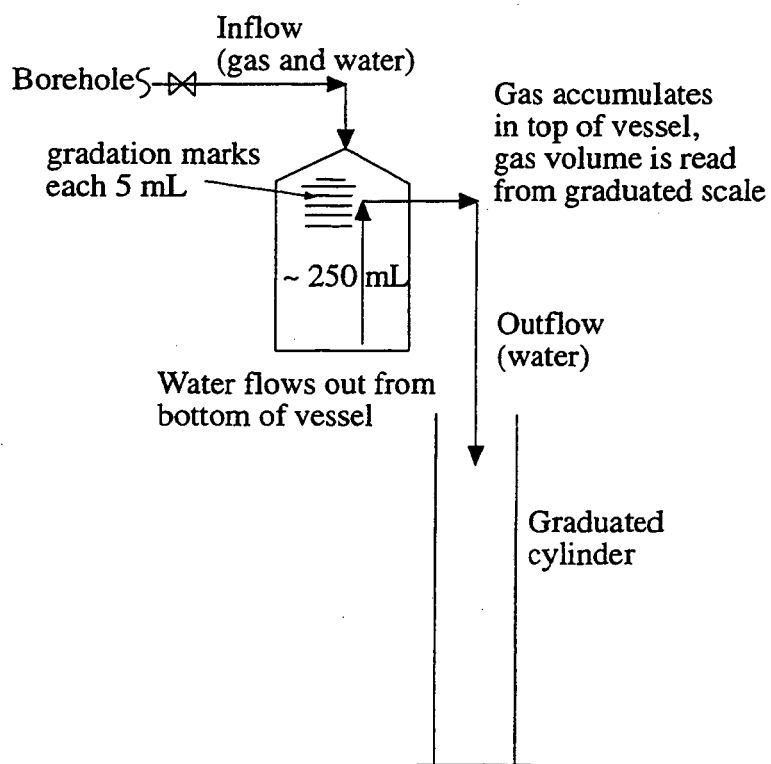 Inflow
(gas and water)
Borehole
Gas accumulates
in top of vessel,
gas volume is read
from graduated scale
gradation marks
each 5 mL
~ 250 mL
Outflow
(water)
Water flows out from
bottom of vessel
Graduated
cylinder